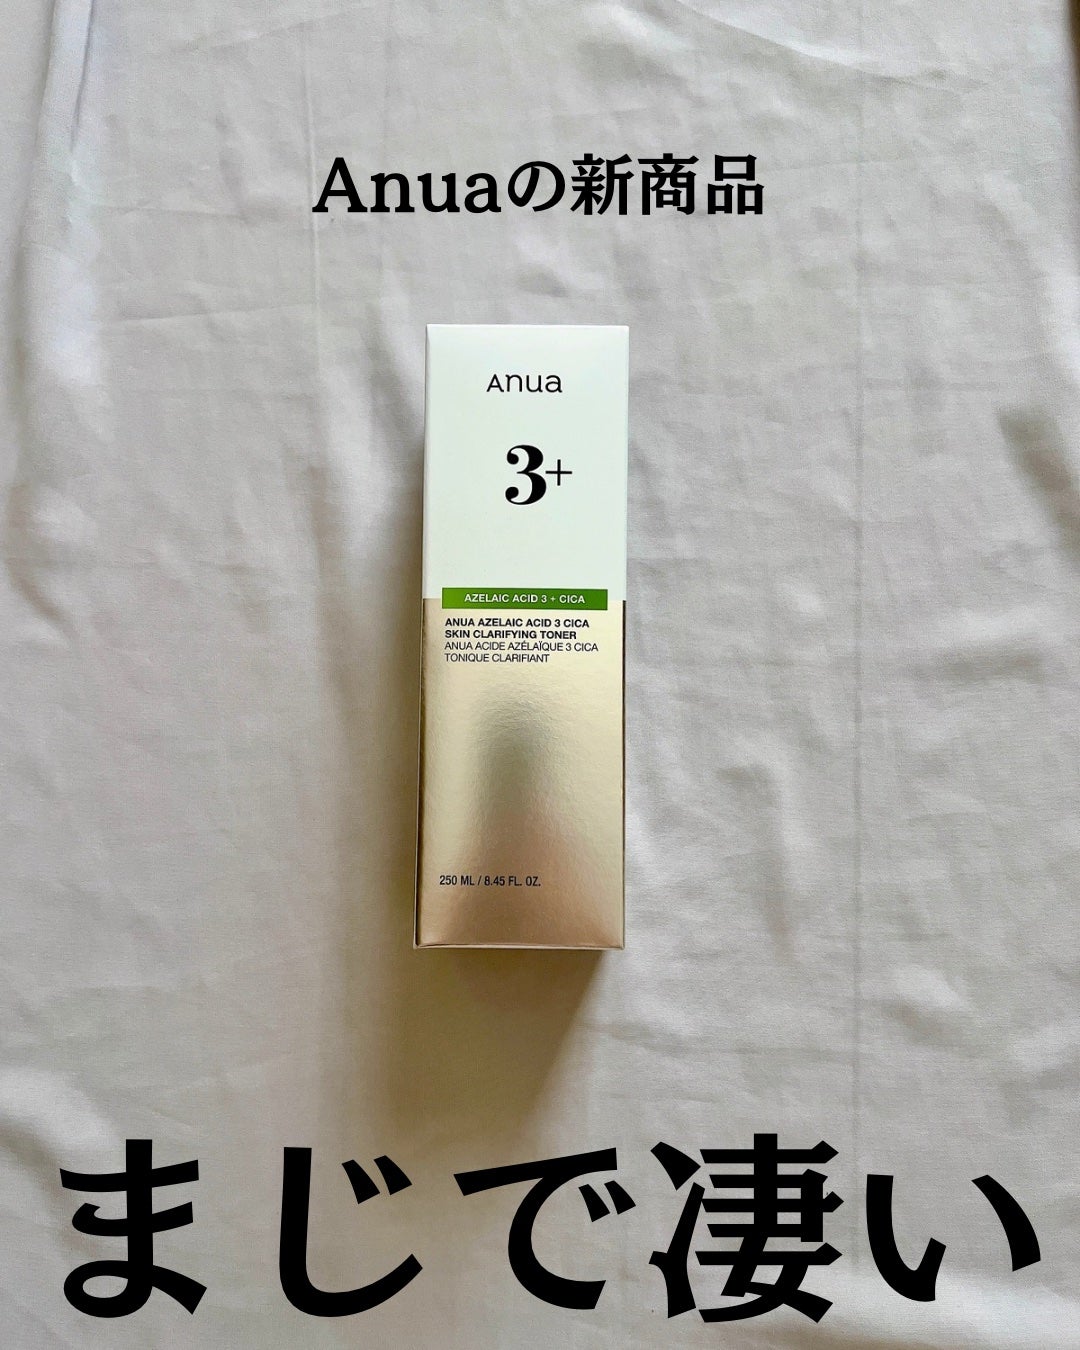 Anuaの新商品
Anua
3+
AZELAIC ACID 3 + CICA
ANUA AZELAIC ACID 3 CICA
SKIN CLARIFYING TONER
ANUA ACIDE AZÉLAÏQUE 3 CICA
TONIQUE CLARIFIANT
250 ML / 8.45 FL. OZ.
まじで凄い